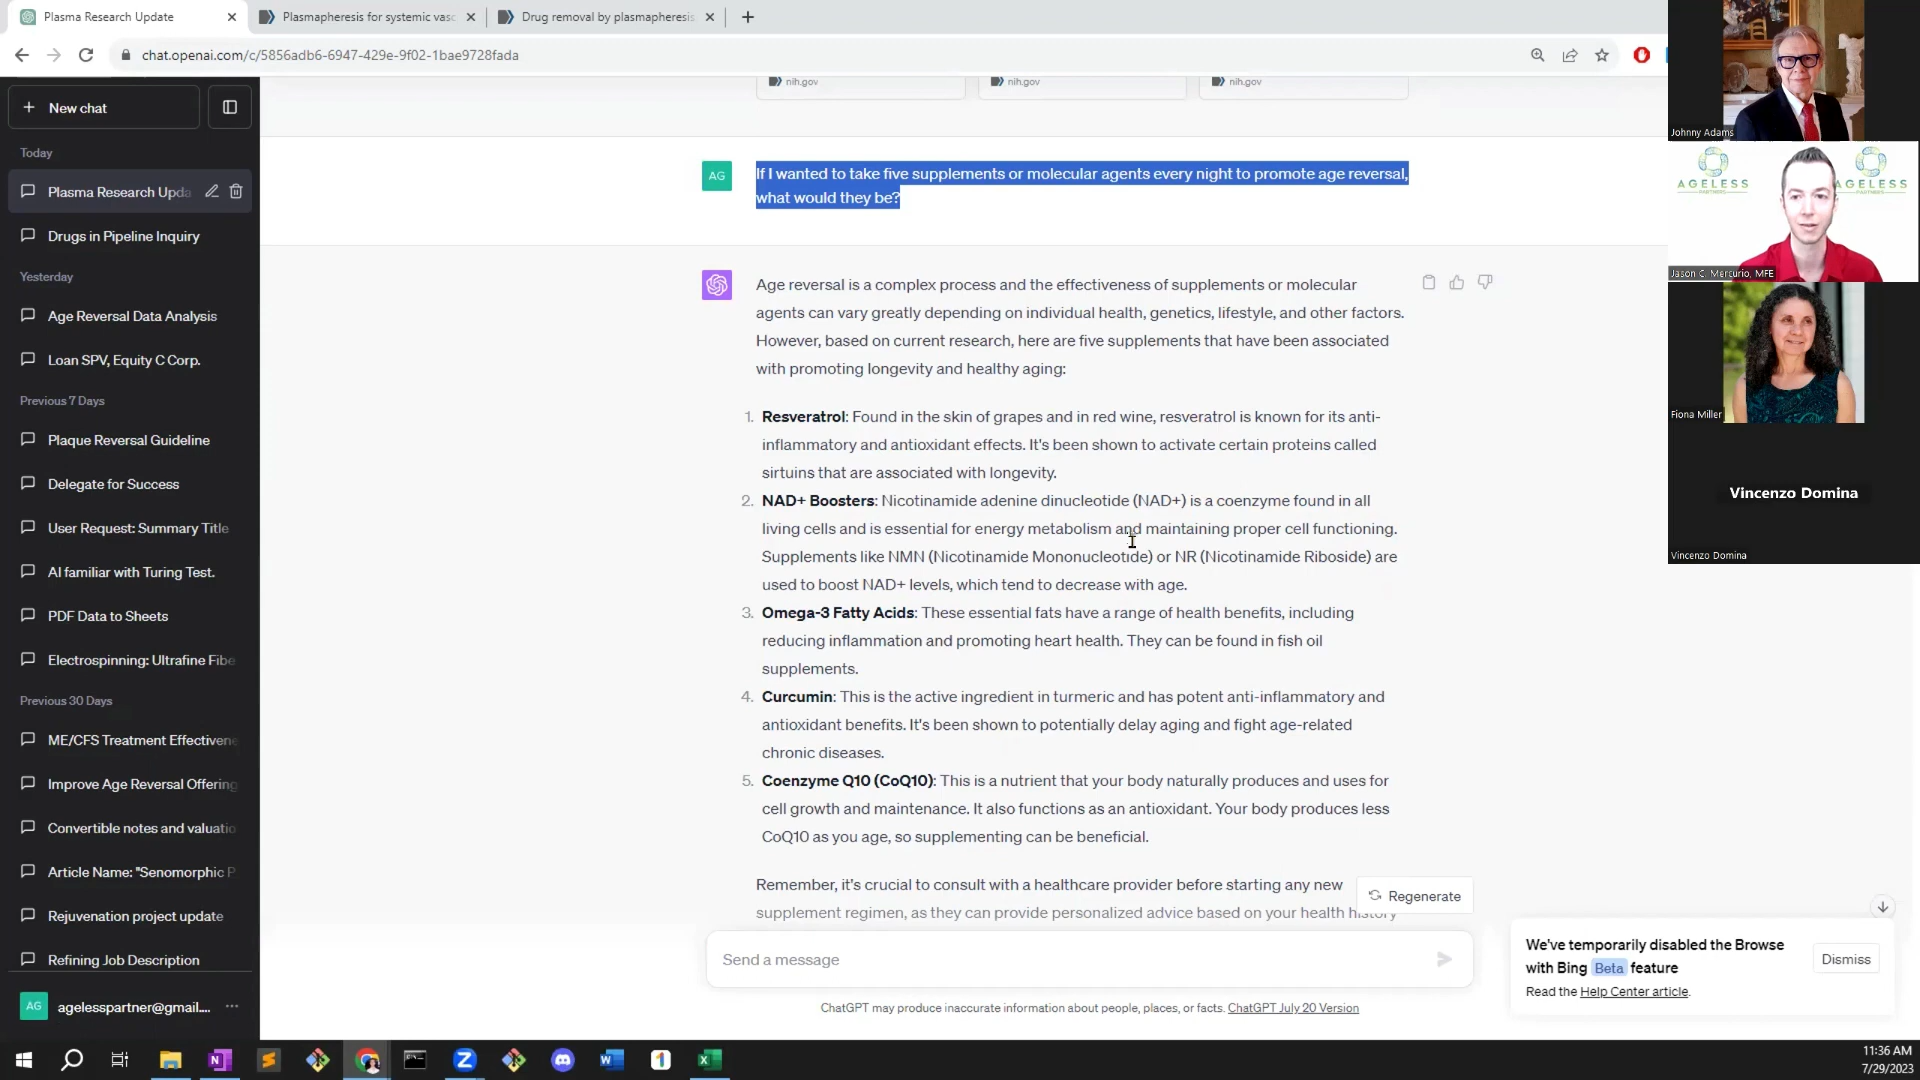 Plasma Research Update
Plasmapheresis for systemic vasc
Drug removal by plasmapheresis
chat.openai.com/c/5856adb6-6947-429e-9f02-1bae9728fada
New chat
Today
Plasma Research Upda
Drugs in Pipeline Inquiry
Yesterday
Age Reversal Data Analysis
Loan SPV, Equity C Corp.
Previous 7 Days
Plaque Reversal Guideline
Delegate for Success
User Request: Summary Title
AI familiar with Turing Test.
PDF Data to Sheets
Electrospinning: Ultrafine Fibe
Previous 30 Days
ME/CFS Treatment Effectivene
Improve Age Reversal Offering
Convertible notes and valuatio
Article Name: "Senomorphic P
Rejuvenation project update
Refining Job Description
AG
agelesspartner@gmail....
nih.gov
nih.gov
nih.gov
AG
If I wanted to take five supplements or molecular agents every night to promote age reversal,
what would they be?
Age reversal is a complex process and the effectiveness of supplements or molecular
agents can vary greatly depending on individual health, genetics, lifestyle, and other factors.
However, based on current research, here are five supplements that have been associated
with promoting longevity and healthy aging:
1. Resveratrol: Found in the skin of grapes and in red wine, resveratrol is known for its anti-
inflammatory and antioxidant effects. It's been shown to activate certain proteins called
sirtuins that are associated with longevity.
2. NAD+ Boosters: Nicotinamide adenine dinucleotide (NAD+) is a coenzyme found in all
living cells and is essential for energy metabolism and maintaining proper cell functioning.
Supplements like NMN (Nicotinamide Mononucleotide) or NR (Nicotinamide Riboside) are
used to boost NAD+ levels, which tend to decrease with age.
3. Omega-3 Fatty Acids: These essential fats have a range of health benefits, including
reducing inflammation and promoting heart health. They can be found in fish oil
supplements.
4. Curcumin: This is the active ingredient in turmeric and has potent anti-inflammatory and
antioxidant benefits. It's been shown to potentially delay aging and fight age-related
chronic diseases.
5. Coenzyme Q10 (CoQ10): This is a nutrient that your body naturally produces and uses for
cell growth and maintenance. It also functions as an antioxidant. Your body produces less
CoQ10 as you age, so supplementing can be beneficial.
Remember, it's crucial to consult with a healthcare provider before starting any new
supplement regimen, as they can provide personalized advice based on your health history
Regenerate
Send a message
ChatGPT may produce inaccurate information about people, places, or facts. ChatGPT July 20 Version
We've temporarily disabled the Browse
with Bing Beta feature
Read the Help Center article.
Dismiss
Johnny Adams
AGELESS
PARTNERS
AGELESS
PARTNERS
Jason C. Mercurio, MFE
Fiona Miller
Vincenzo Domina
Vincenzo Domina
11:36 AM
7/29/2023